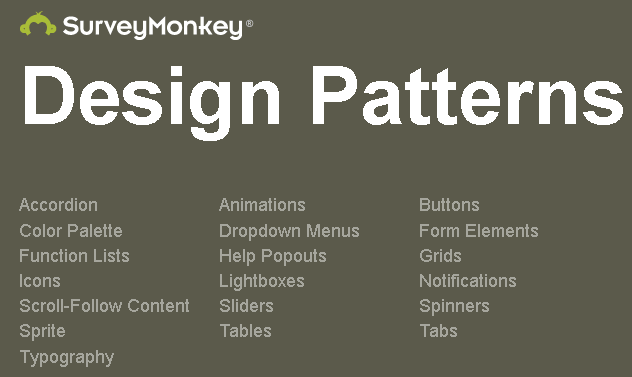 SurveyMonkey®
Design Patterns
Accordion Animations Buttons
Color Palette Dropdown Menus Form Elements
Function Lists Help Popouts Grids
Icons Lightboxes Notifications
Scroll-Follow Content Sliders Spinners
Sprite Tables Tabs
Typography